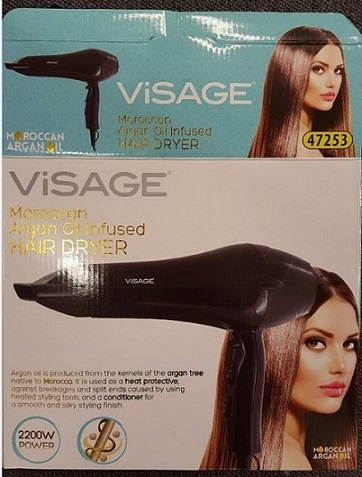 ViSAGE®
Moroccan
Argan Oil Infused
HAIR DRYER
47253
MOROCCAN
ARGAN OIL
ViSAGE®
Moroccan
Argan Oil Infused
HAIR DRYER
ViSAGE
Argan oil is produced from the kernels of the argan tree
native to Morocco. It is used as a heat protective,
against breakages and split ends caused by using
heated styling tools, and a conditioner for
a smooth and silky styling finish.
2200W
POWER
MOROCCAN
ARGAN OIL